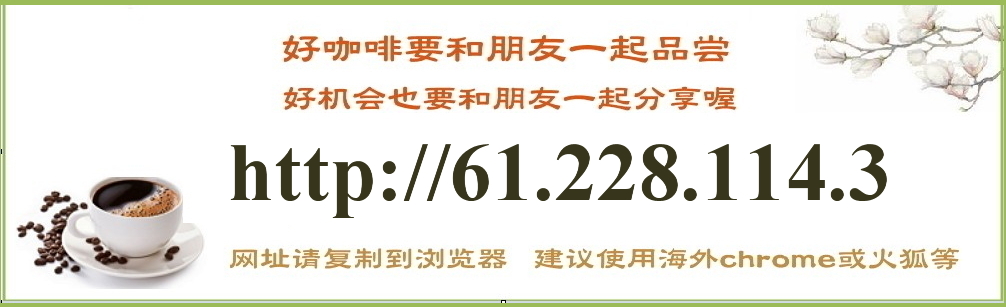 好咖啡要和朋友一起品尝
好机会也要和朋友一起分享喔
http://61.228.114.3
网址请复制到浏览器 建议使用海外chrome或火狐等